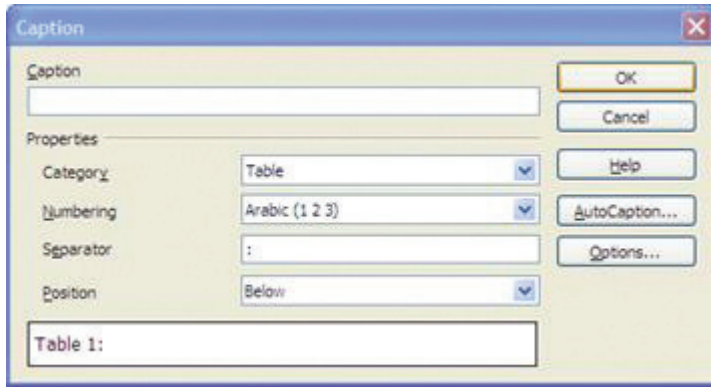 Caption
Caption
OK
Cancel
Properties
Category
Table
Help
Numbering
Arabic (1 2 3)
AutoCaption...
Separator
:
Options...
Position
Below
Table 1: